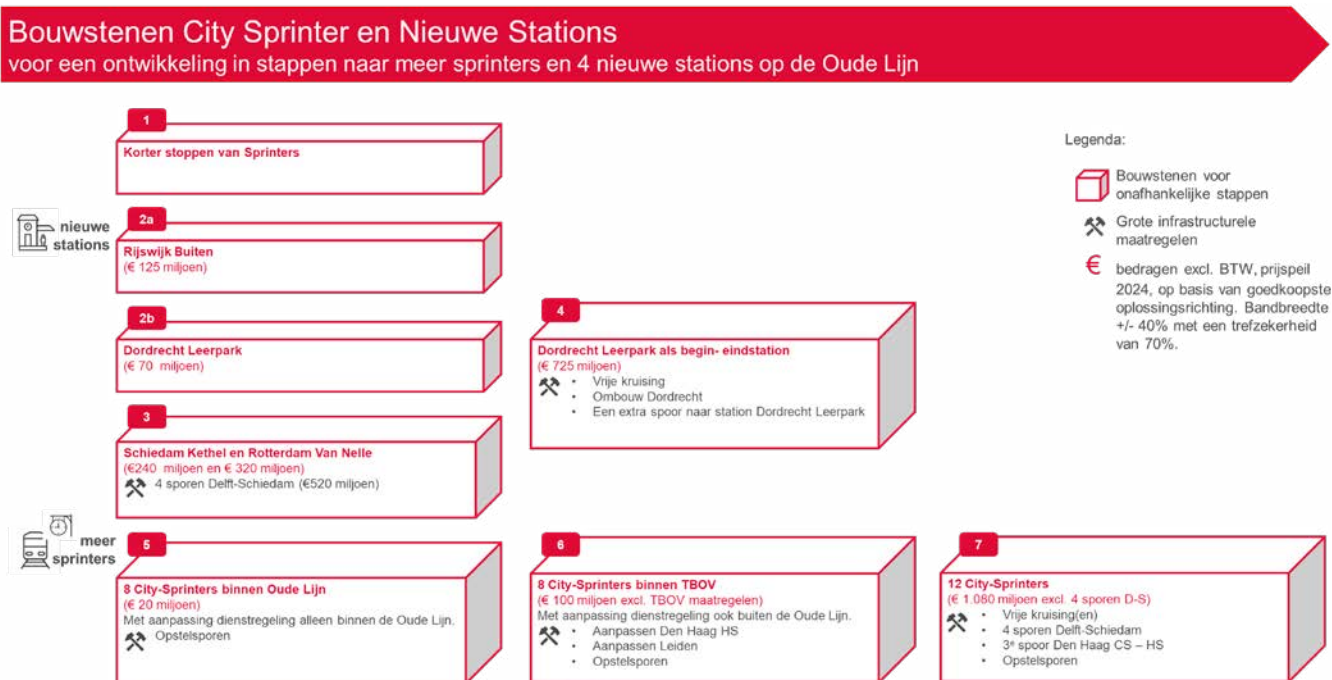 Bouwstenen City Sprinter en Nieuwe Stations
voor een ontwikkeling in stappen naar meer sprinters en 4 nieuwe stations op de Oude Lijn
1
Korter stoppen van Sprinters
nieuwe
stations
2a
Rijswijk Buiten
(€ 125 miljoen)
2b
Dordrecht Leerpark
(€ 70 miljoen)
3
Schiedam Kethel en Rotterdam Van Nelle
(€240 miljoen en € 320 miljoen)
4 sporen Delft-Schiedam (€520 miljoen)
4
Dordrecht Leerpark als begin- eindstation
(€ 725 miljoen)
• Vrije kruising
• Ombouw Dordrecht
• Een extra spoor naar station Dordrecht Leerpark
Legenda:
Bouwstenen voor
onafhankelijke stappen
Grote infrastructurele
maatregelen
€ bedragen excl. BTW, prijspeil
2024, op basis van goedkoopste
oplossingsrichting. Bandbreedte
+/- 40% met een trefzekerheid
van 70%.
meer
sprinters
5
8 City-Sprinters binnen Oude Lijn
(€ 20 miljoen)
Met aanpassing dienstregeling alleen binnen de Oude Lijn.
Opstelsporen
6
8 City-Sprinters binnen TBOV
(€ 100 miljoen excl. TBOV maatregelen)
Met aanpassing dienstregeling ook buiten de Oude Lijn.
• Aanpassen Den Haag HS
• Aanpassen Leiden
• Opstelsporen
7
12 City-Sprinters
(€ 1.080 miljoen excl. 4 sporen D-S)
• Vrije kruising(en)
• 4 sporen Delft-Schiedam
• 3e spoor Den Haag CS – HS
• Opstelsporen